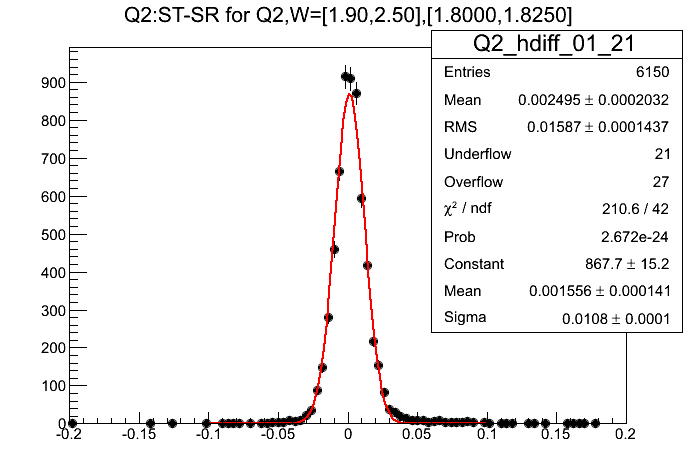 Q2:ST-SR for Q2,W=[1.90,2.50],[1.8000,1.8250]
Q2_hdiff_01_21
Entries 6150
Mean 0.002495 ± 0.0002032
RMS 0.01587 ± 0.0001437
Underflow 21
Overflow 27
χ² / ndf 210.6 / 42
Prob 2.672e-24
Constant 867.7 ± 15.2
Mean 0.001556 ± 0.000141
Sigma 0.0108 ± 0.0001
900
800
700
600
500
400
300
200
100
0
-0.2 -0.15 -0.1 -0.05 0 0.05 0.1 0.15 0.2